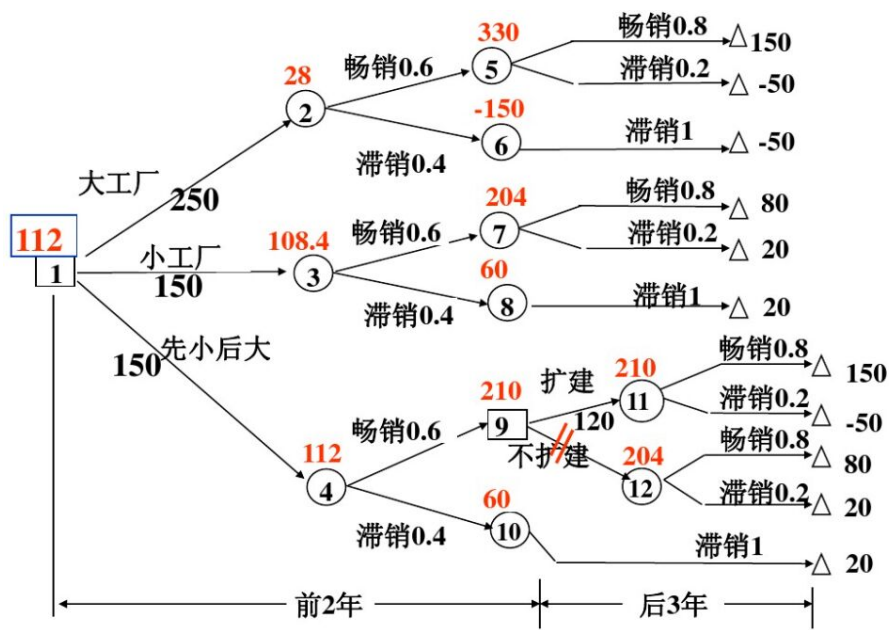 330
畅销0.8
150
28
畅销0.6
5
滞销0.2
-50
2
-150
6
滞销1
-50
滞销0.4
大工厂
250
204
畅销0.8
80
112
108.4
畅销0.6
7
滞销0.2
20
1
小工厂
150
3
60
8
滞销1
20
滞销0.4
150
先小后大
畅销0.8
150
210
扩建
210
11
滞销0.2
-50
畅销0.6
9
120
112
不扩建
204
畅销0.8
80
4
60
12
滞销0.2
20
滞销0.4
10
滞销1
20
前2年
后3年